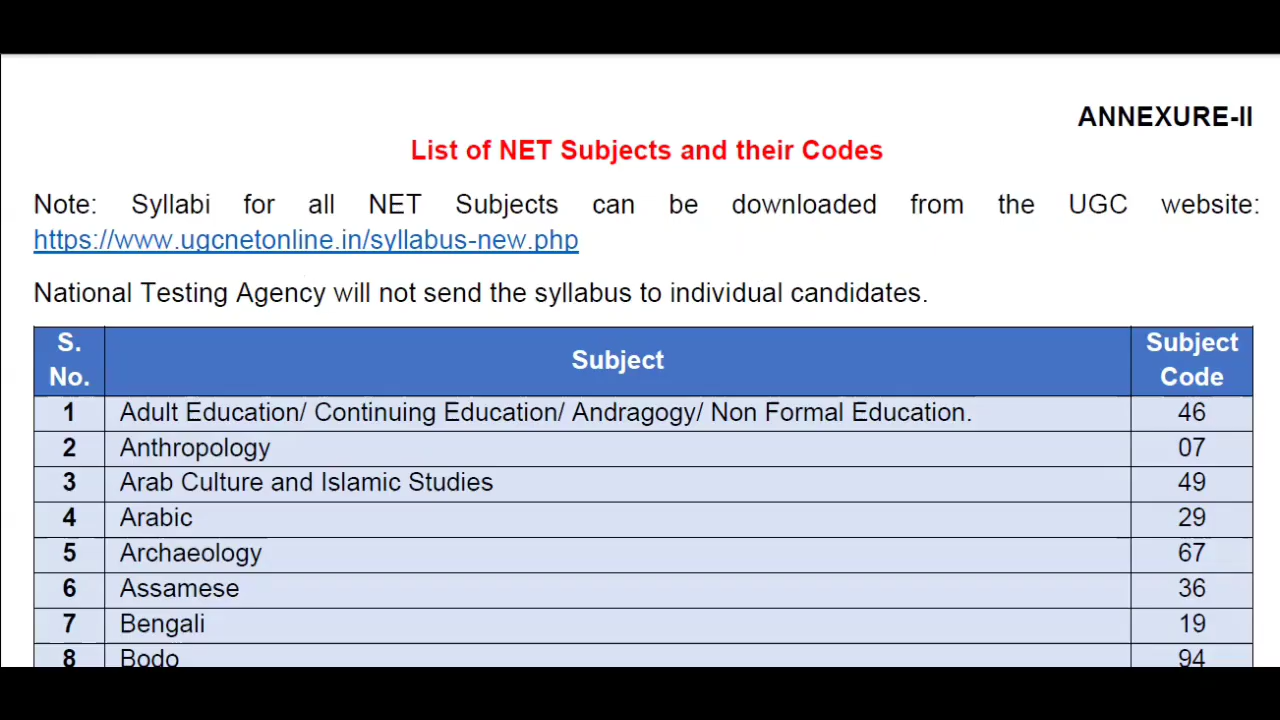 ANNEXURE-II
List of NET Subjects and their Codes
Note: Syllabi for all NET Subjects can be downloaded from the UGC website:
https://www.ugcnetonline.in/syllabus-new.php
National Testing Agency will not send the syllabus to individual candidates.
S. No. Subject Subject Code
1 Adult Education/ Continuing Education/ Andragogy/ Non Formal Education. 46
2 Anthropology 07
3 Arab Culture and Islamic Studies 49
4 Arabic 29
5 Archaeology 67
6 Assamese 36
7 Bengali 19
8 Bodo 94